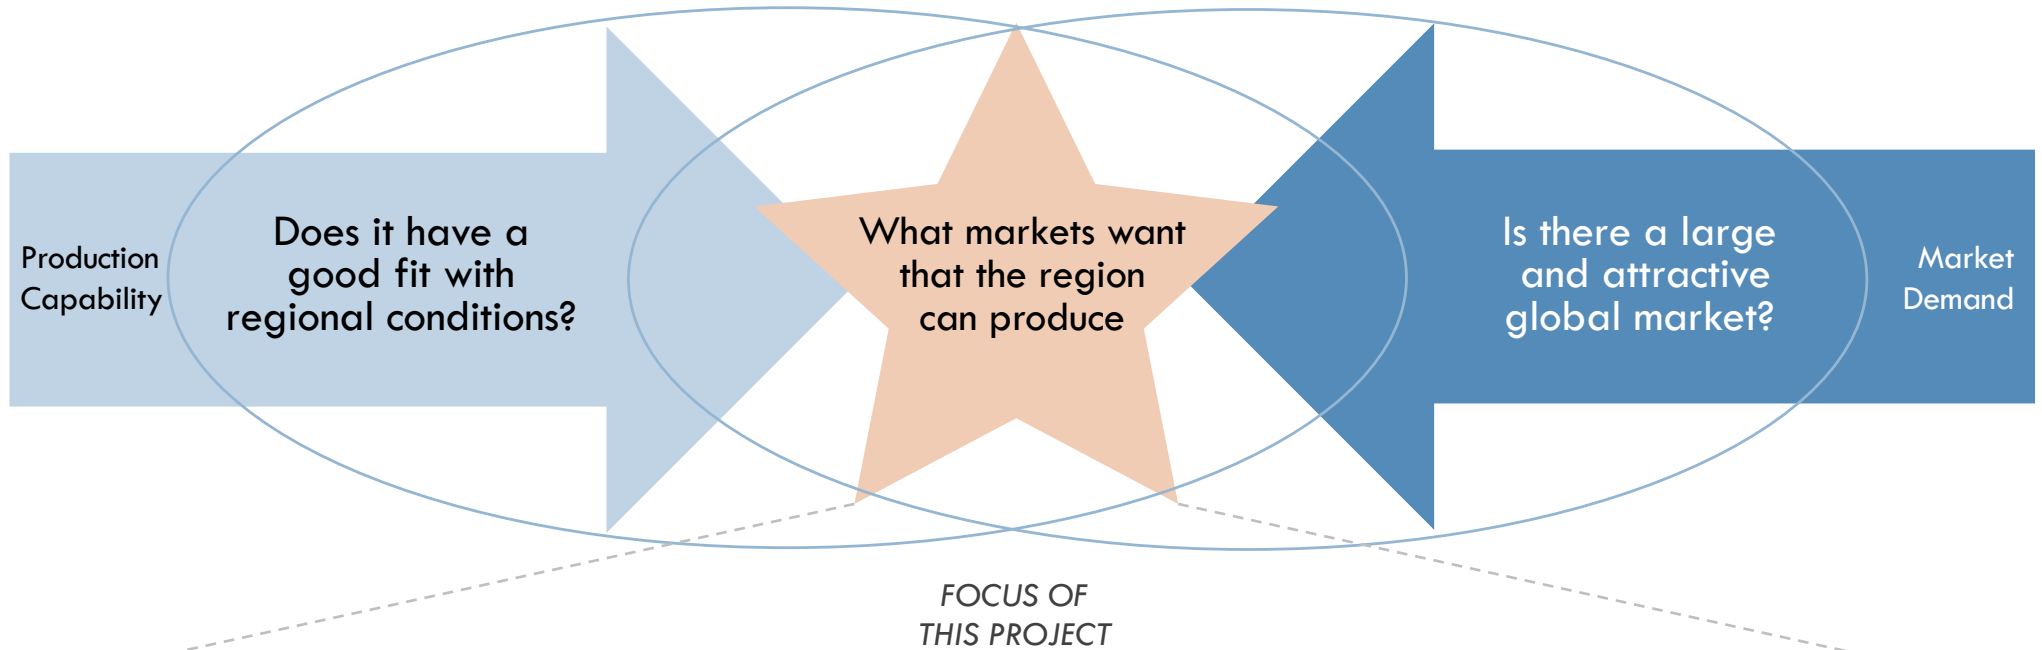 Production
Capability
Does it have a
good fit with
regional conditions?
What markets want
that the region
can produce
Is there a large
and attractive
global market?
Market
Demand
FOCUS OF
THIS PROJECT